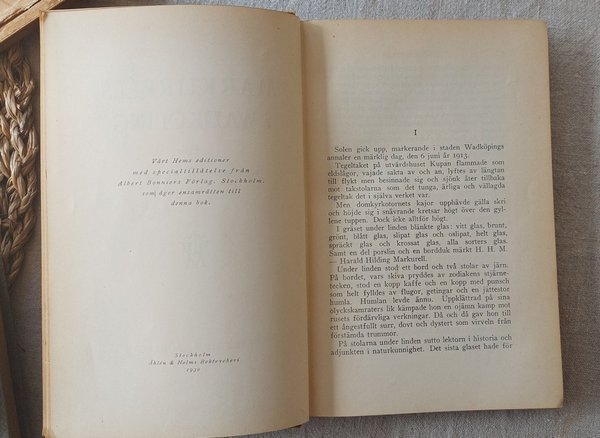 Vårt Hems editioner
med specialtillåtelse från
Albert Bonniers Förlag, Stockholm,
som äger ensamrätten till
denna bok.
Stockholm
Åhlén & Holms Boktryckeri
1930
I
Solen gick upp, markerande i staden Wadköpings
annaler en märklig dag, den 6 juni år 1913.
Tegeltaket på utvärdshuset Kupan flammade som
eldslågor, vajade sakta av och an, lyftes av längtan
till flykt men besinnade sig och sjönk åter tillbaka
mot takstolarna som det tunga, ärliga och vällagda
tegeltak det i själva verket var.
Men domkyrkotornets kajor upphävde gälla skri
och höjde sig i snävrande kretsar högt över den gyl-
lene tuppen. Dock icke alltför högt.
I gräset under linden blänkte glas: vitt glas, brunt,
grönt, blått glas, slipat glas och oslipat, helt glas,
spräckt glas och krossat glas, alla sorters glas.
Samt en del porslin och en bordduk märkt H. H. M.
— Harald Hilding Markurell.
Under linden stod ett bord och två stolar av järn.
På bordet, vars skiva pryddes av zodiakens stjärne-
tecken, stod en kopp kaffe och en kopp med punsch
som helt fylldes av flugor, getingar och en jättestor
humla. Humlan levde ännu. Uppklättrad på sina
olyckskamraters lik kämpade hon en ojämn kamp mot
rusets fördärvliga verkningar. Då och då gav hon till
ett ångestfullt surr, dovt och dystert som virveln från
förstämda trummor.
På stolarna under linden sutto lektorn i historia och
adjunkten i naturkunnighet. Det sista glaset hade för